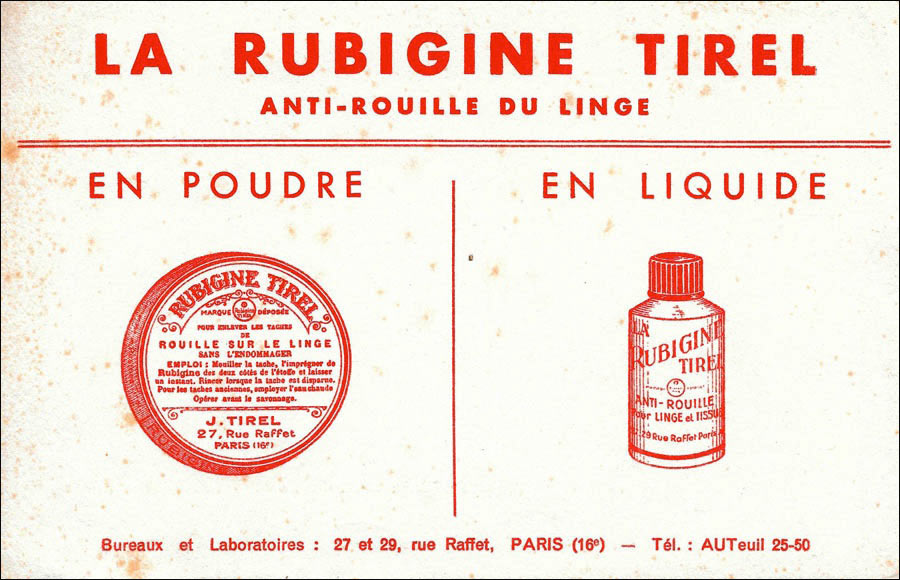 LA RUBIGINE TIREL
ANTI-ROUILLE DU LINGE
EN POUDRE
RUBIGINE TIREL
MARQUE DÉPOSÉE
POUR ENLEVER LES TACHES
DE
ROUILLE SUR LE LINGE
SANS L'ENDOMMAGER
EMPLOI : Mouiller la tache, l'imprégner de
Rubigine des deux côtés de l'étoffe et laisser
un instant. Rincer lorsque la tache est disparue.
Pour les taches anciennes, employer l'eau chaude
Opérer avant le savonnage.
J. TIREL
27, Rue Raffet
PARIS (16e)
EN LIQUIDE
LA
RUBIGINE
TIREL
ANTI-ROUILLE
Pour LINGE et TISSU
29 Rue Raffet Paris
Bureaux et Laboratoires : 27 et 29, rue Raffet, PARIS (16e) — Tél. : AUTeuil 25-50